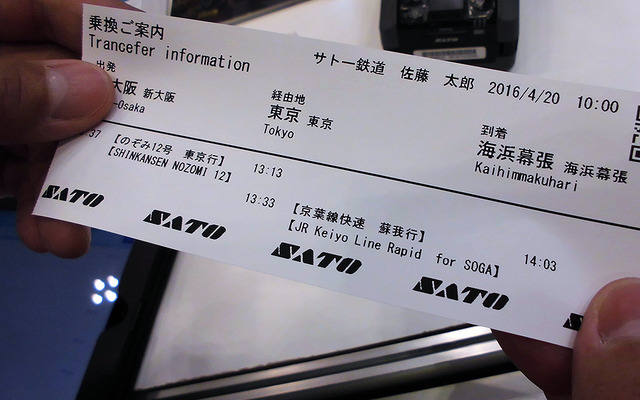 乗換ご案内
Trancefer information
サトー鉄道 佐藤 太郎 2016/4/20 10:00
出発
大阪 新大阪
-Osaka
経由地
東京 東京
Tokyo
到着
海浜幕張 海浜幕張
Kaihimmakuhari
37 【のぞみ12号 東京行】 13:13
【SHINKANSEN NOZOMI 12】
13:33 【京葉線快速 蘇我行】 14:03
【JR Keiyo Line Rapid for SOGA】
SATO SATO SATO SATO